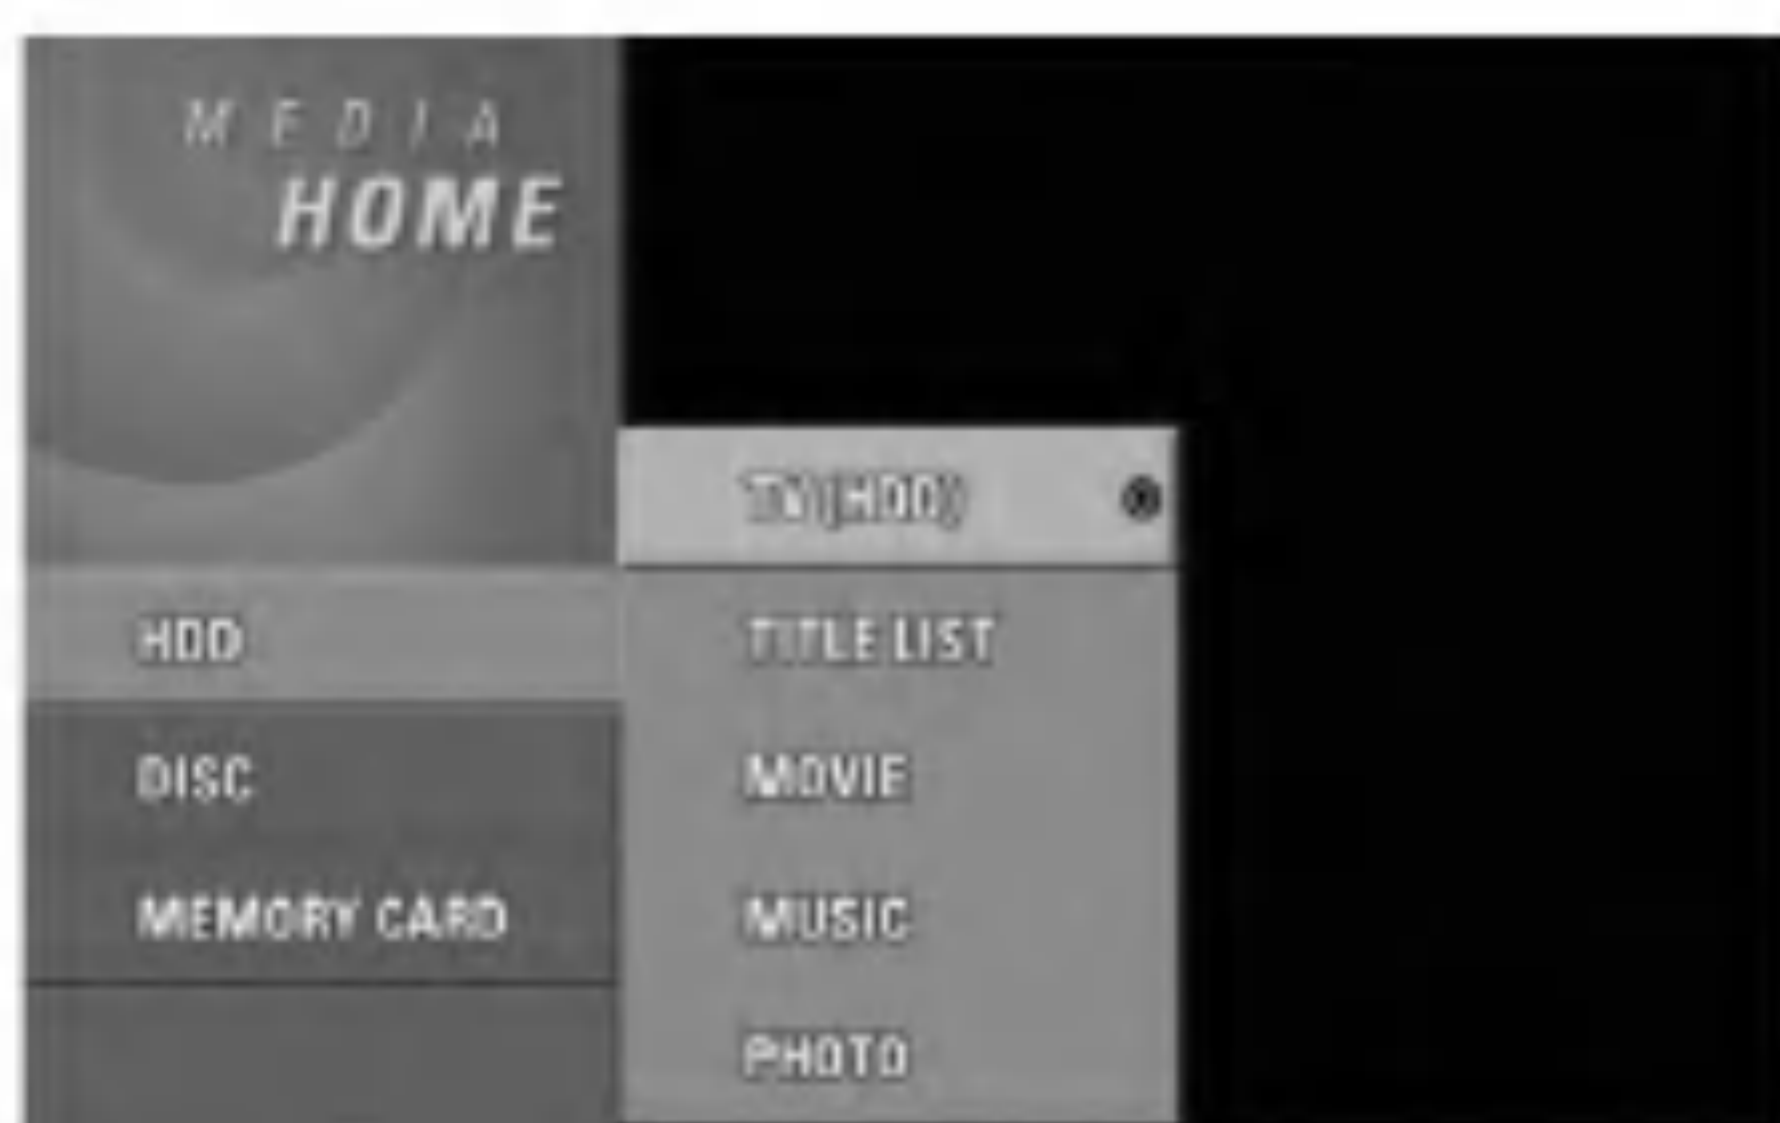 MEDIA
HOME
TV (HDD)
HDD
TITLE LIST
DISC
MOVIE
MEMORY CARD
MUSIC
PHOTO